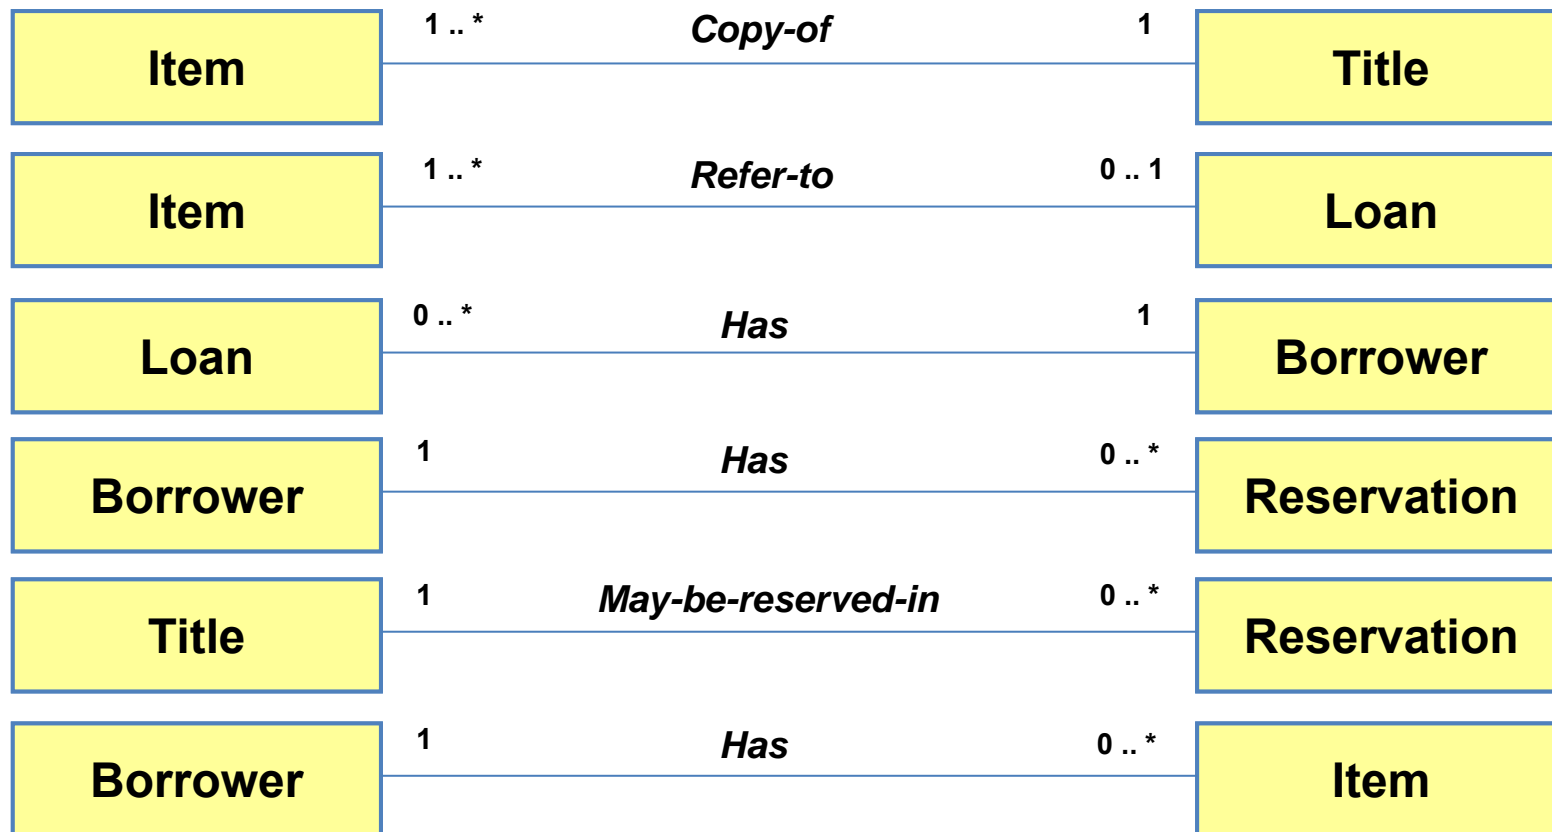 Item 1 .. * Copy-of 1 Title
Item 1 .. * Refer-to 0 .. 1 Loan
Loan 0 .. * Has 1 Borrower
Borrower 1 Has 0 .. * Reservation
Title 1 May-be-reserved-in 0 .. * Reservation
Borrower 1 Has 0 .. * Item